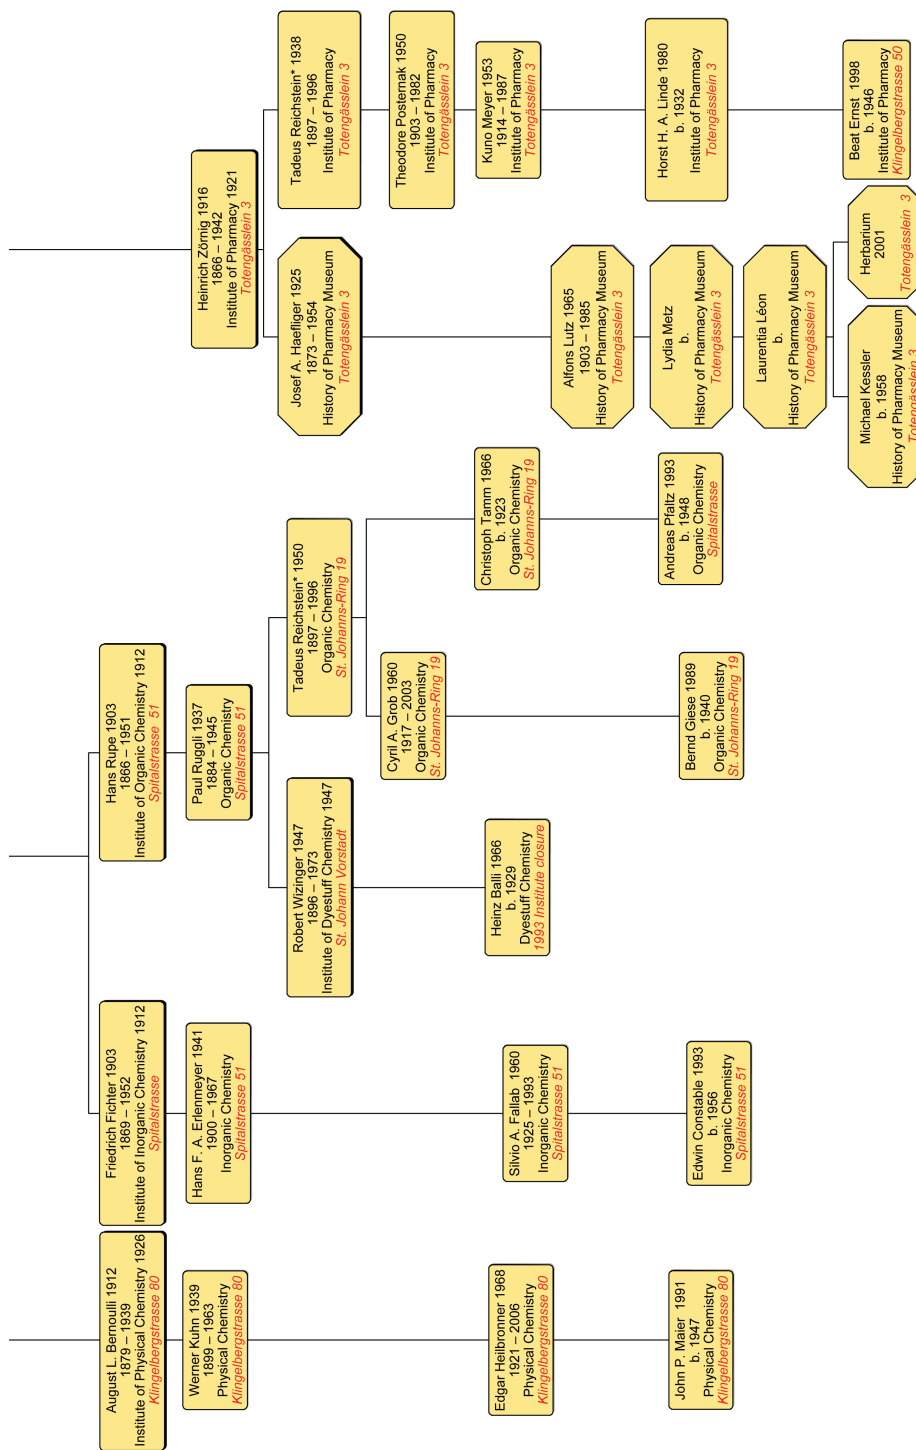 August L. Bernoulli 1912
1879 – 1939
Institute of Physical Chemistry 1926
Klingelbergstrasse 80
Werner Kuhn 1939
1899 – 1963
Physical Chemistry
Klingelbergstrasse 80
Edgar Heilbronner 1968
1921 – 2006
Physical Chemistry
Klingelbergstrasse 80
John P. Maier 1991
b. 1947
Physical Chemistry
Klingelbergstrasse 80
Friedrich Fichter 1903
1869 – 1952
Institute of Inorganic Chemistry 1912
Spitalstrasse
Hans F. A. Erlenmeyer 1941
1900 – 1967
Inorganic Chemistry
Spitalstrasse 51
Silvio A. Fallab 1960
1925 – 1993
Inorganic Chemistry
Spitalstrasse 51
Edwin Constable 1993
b. 1956
Inorganic Chemistry
Spitalstrasse 51
Hans Rupe 1903
1866 – 1951
Institute of Organic Chemistry 1912
Spitalstrasse 51
Paul Ruggli 1937
1884 – 1945
Organic Chemistry
Spitalstrasse 51
Robert Wizinger 1947
1896 – 1973
Institute of Dyestuff Chemistry 1947
St. Johann Vorstadt
Heinz Balli 1966
b. 1929
Dyestuff Chemistry
1993 Institute closure
Tadeus Reichstein* 1950
1897 – 1996
Organic Chemistry
St. Johanns-Ring 19
Cyril A. Grob 1960
1917 – 2003
Organic Chemistry
St. Johanns-Ring 19
Bernd Giese 1989
b. 1940
Organic Chemistry
St. Johanns-Ring 19
Christoph Tamm 1966
b. 1923
Organic Chemistry
St. Johanns-Ring 19
Andreas Pfaltz 1993
b. 1948
Organic Chemistry
Spitalstrasse
Heinrich Zörnig 1916
1866 – 1942
Institute of Pharmacy 1921
Totengässlein 3
Josef A. Haefliger 1925
1873 – 1954
History of Pharmacy Museum
Totengässlein 3
Alfons Lutz 1965
1903 – 1985
History of Pharmacy Museum
Totengässlein 3
Lydia Metz
b.
History of Pharmacy Museum
Totengässlein 3
Laurentia Léon
b.
History of Pharmacy Museum
Totengässlein 3
Michael Kessler
b. 1958
History of Pharmacy Museum
Totengässlein 3
Herbarium
2001
Totengässlein 3
Tadeus Reichstein* 1938
1897 – 1996
Institute of Pharmacy
Totengässlein 3
Theodore Posternak 1950
1903 – 1982
Institute of Pharmacy
Totengässlein 3
Kuno Meyer 1953
1914 – 1987
Institute of Pharmacy
Totengässlein 3
Horst H. A. Linde 1980
b. 1932
Institute of Pharmacy
Totengässlein 3
Beat Ernst 1998
b. 1946
Institute of Pharmacy
Klingelbergstrasse 50